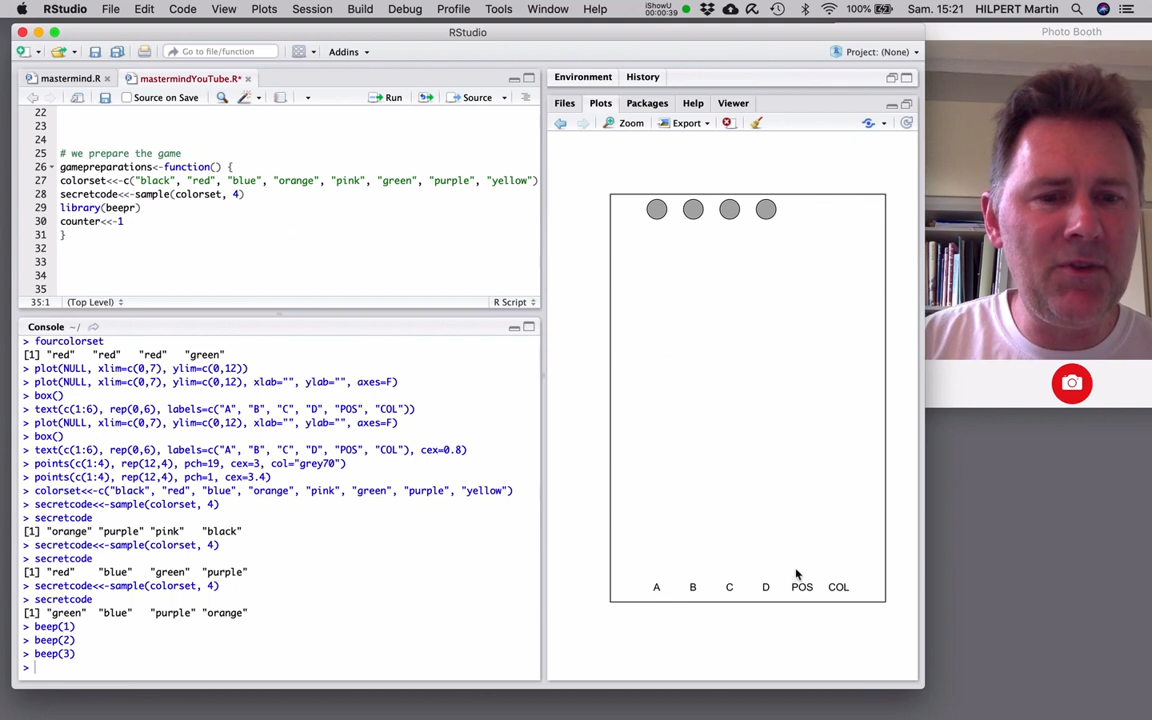 RStudio File Edit Code View Plots Session Build Debug Profile Tools Window Help iShowU 00:00:39 100% Sam. 15:21 HILPERT Martin
RStudio
Photo Booth
Go to file/function Addins Project: (None)
mastermind.R mastermindYouTube.R*
Source on Save Run Source
22
23
24
25 # we prepare the game
26 gamepreparations<-function() {
27 colorset<<-c("black", "red", "blue", "orange", "pink", "green", "purple", "yellow")
28 secretcode<<-sample(colorset, 4)
29 library(beepr)
30 counter<<-1
31 }
32
33
34
35
35:1 (Top Level) R Script
Console ~/
> fourcolorset
[1] "red" "red" "red" "green"
> plot(NULL, xlim=c(0,7), ylim=c(0,12))
> plot(NULL, xlim=c(0,7), ylim=c(0,12), xlab="", ylab="", axes=F)
> box()
> text(c(1:6), rep(0,6), labels=c("A", "B", "C", "D", "POS", "COL"))
> plot(NULL, xlim=c(0,7), ylim=c(0,12), xlab="", ylab="", axes=F)
> box()
> text(c(1:6), rep(0,6), labels=c("A", "B", "C", "D", "POS", "COL"), cex=0.8)
> points(c(1:4), rep(12,4), pch=19, cex=3, col="grey70")
> points(c(1:4), rep(12,4), pch=1, cex=3.4)
> colorset<<-c("black", "red", "blue", "orange", "pink", "green", "purple", "yellow")
> secretcode<<-sample(colorset, 4)
> secretcode
[1] "orange" "purple" "pink" "black"
> secretcode<<-sample(colorset, 4)
> secretcode
[1] "red" "blue" "green" "purple"
> secretcode<<-sample(colorset, 4)
> secretcode
[1] "green" "blue" "purple" "orange"
> beep(1)
> beep(2)
> beep(3)
>
Environment History
Files Plots Packages Help Viewer
Zoom Export
A B C D POS COL